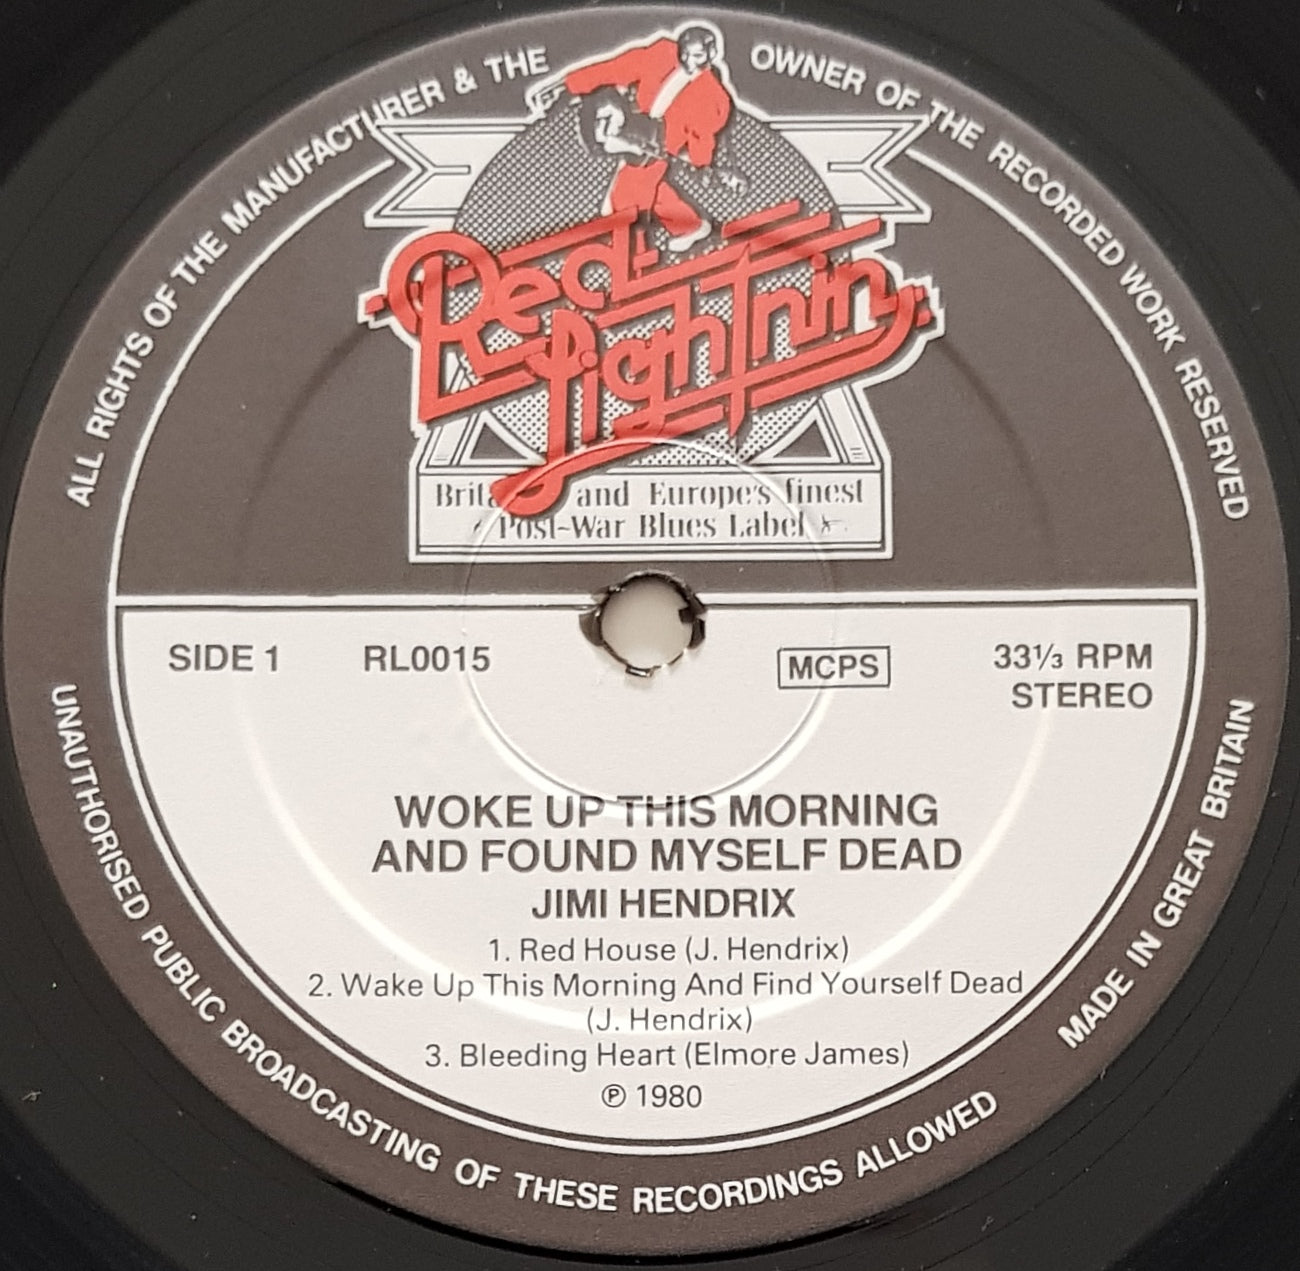 ALL RIGHTS OF THE MANUFACTURER & THE OWNER OF THE RECORDED WORK RESERVED
Red Lightnin
and Europe's finest
Post-War Blues Label
SIDE 1 RL0015 MCPS 33⅓ RPM
STEREO
WOKE UP THIS MORNING
AND FOUND MYSELF DEAD
JIMI HENDRIX
1. Red House (J. Hendrix)
2. Wake Up This Morning And Find Yourself Dead
(J. Hendrix)
3. Bleeding Heart (Elmore James)
℗ 1980
UNAUTHORISED PUBLIC BROADCASTING OF THESE RECORDINGS ALLOWED
MADE IN GREAT BRITAIN